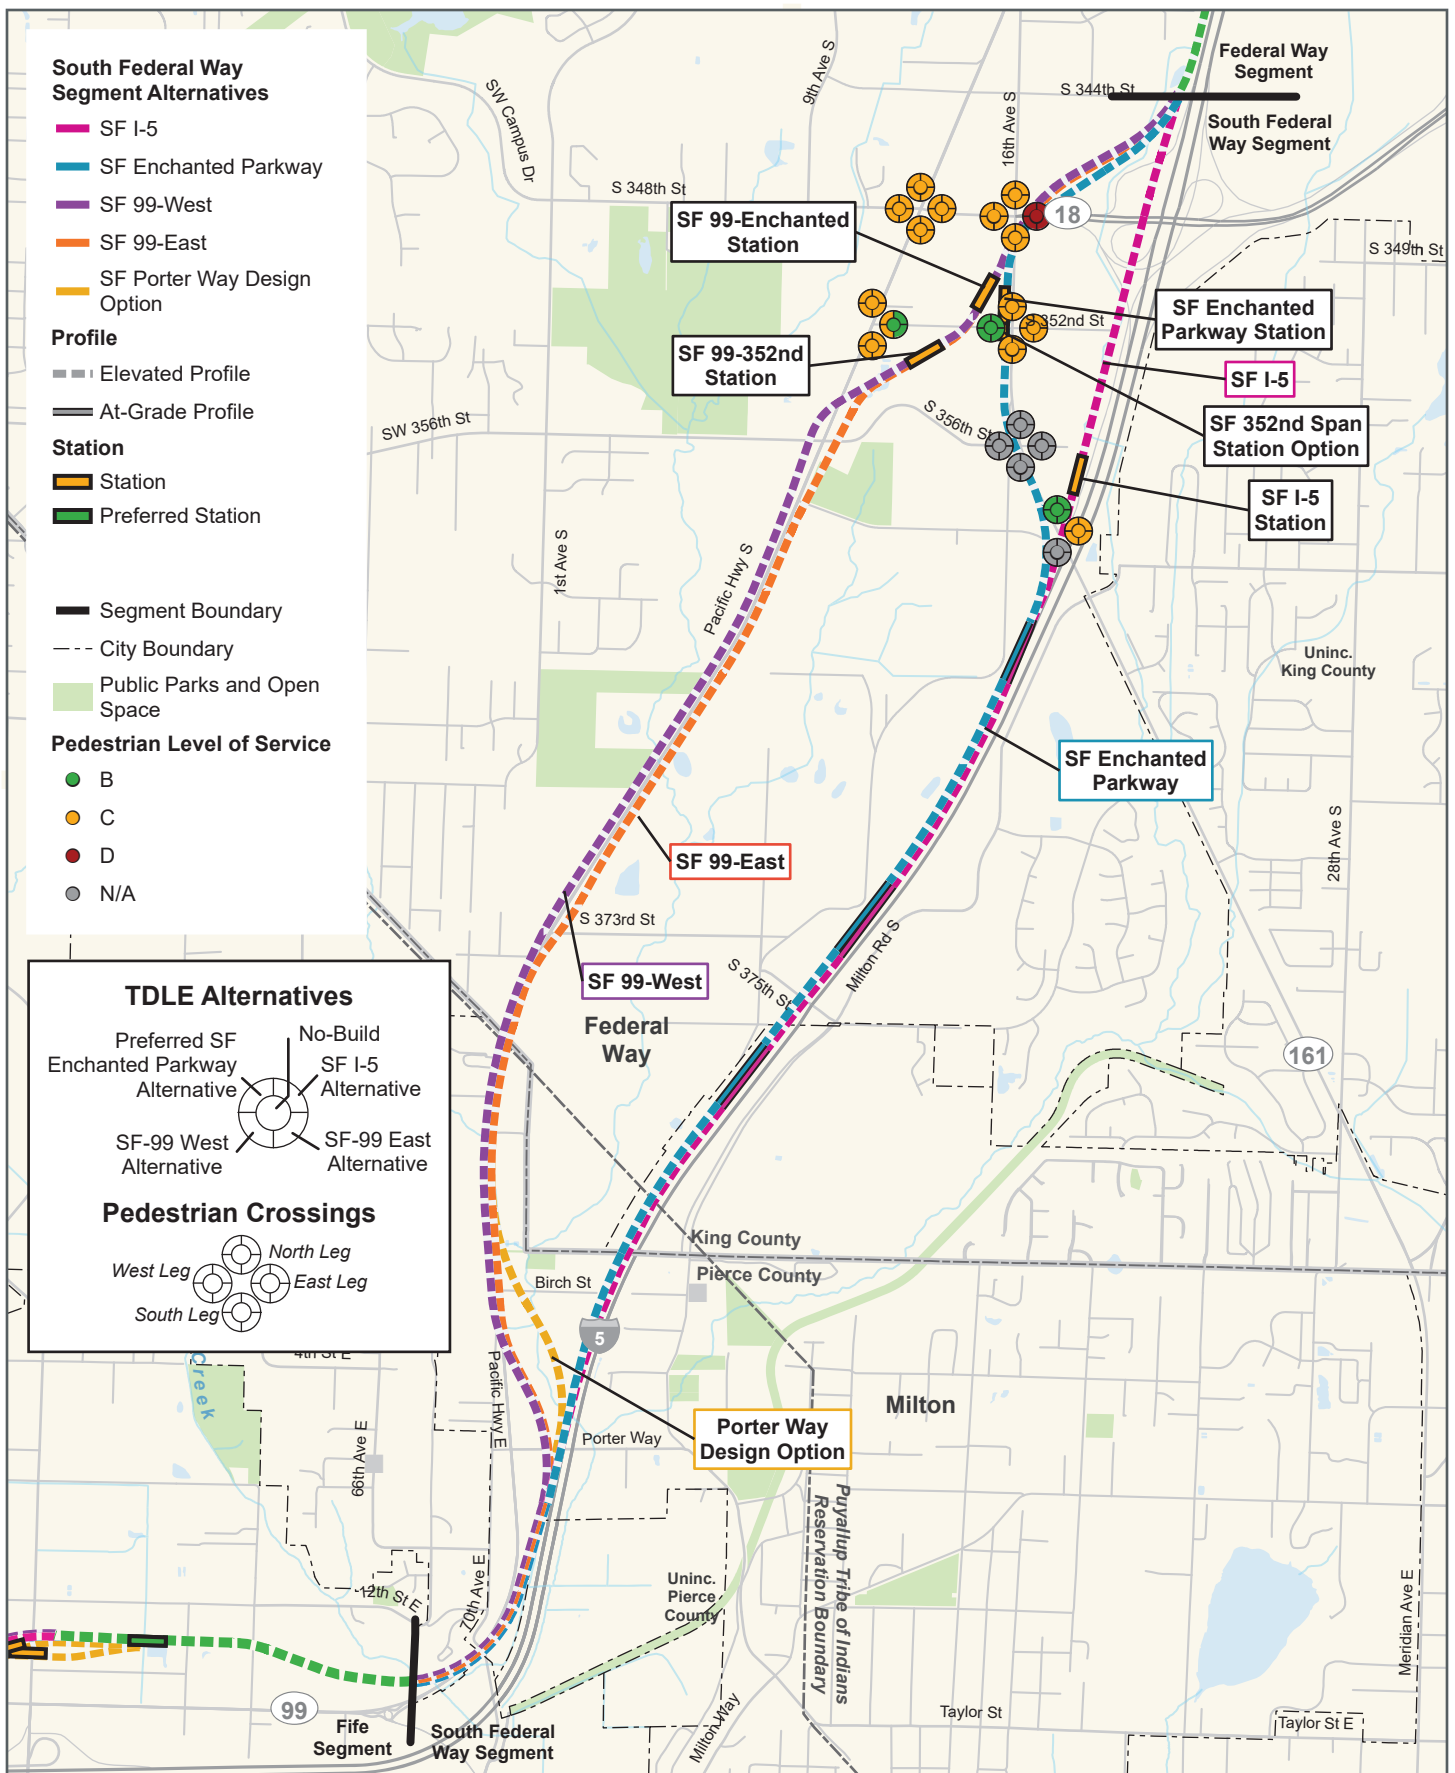 South Federal Way
Segment Alternatives
SF I-5
SF Enchanted Parkway
SF 99-West
SF 99-East
SF Porter Way Design
Option
Profile
Elevated Profile
At-Grade Profile
Station
Station
Preferred Station
Segment Boundary
City Boundary
Public Parks and Open
Space
Pedestrian Level of Service
B
C
D
N/A
TDLE Alternatives
No-Build
Preferred SF
Enchanted Parkway
Alternative
SF I-5
Alternative
SF-99 West
Alternative
SF-99 East
Alternative
Pedestrian Crossings
North Leg
West Leg
East Leg
South Leg
Federal Way
Segment
S 344th St
South Federal
Way Segment
9th Ave S
16th Ave S
SW Campus Dr
S 348th St
18
S 349th St
SF 99-Enchanted
Station
SF Enchanted
Parkway Station
S 352nd St
SF 99-352nd
Station
SF I-5
SF 352nd Span
Station Option
S 356th St
SW 356th St
SF I-5
Station
1st Ave S
Pacific Hwy S
Uninc.
King County
SF Enchanted
Parkway
28th Ave S
SF 99-East
S 373rd St
SF 99-West
Milton Rd S
S 375th St
Federal
Way
161
King County
Pierce County
Birch St
5
4th St E
Creek
Pacific Hwy E
66th Ave E
Porter Way
Porter Way
Design Option
Milton
Puyallup Tribe of Indians
Reservation Boundary
12th St E
70th Ave E
Uninc.
Pierce
County
Meridian Ave E
99
Fife
Segment
South Federal
Way Segment
Milton Way
Taylor St
Taylor St E